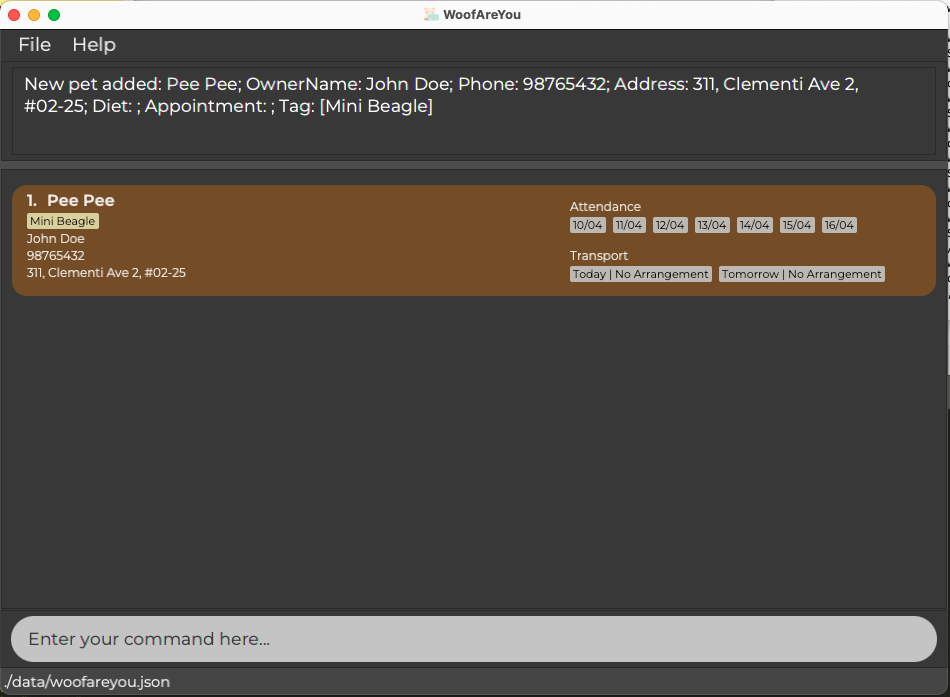 WoofAreYou
File Help
New pet added: Pee Pee; OwnerName: John Doe; Phone: 98765432; Address: 311, Clementi Ave 2,
#02-25; Diet: ; Appointment: ; Tag: [Mini Beagle]
1. Pee Pee
Mini Beagle
John Doe
98765432
311, Clementi Ave 2, #02-25
Attendance
10/04 11/04 12/04 13/04 14/04 15/04 16/04
Transport
Today | No Arrangement Tomorrow | No Arrangement
Enter your command here...
./data/woofareyou.json